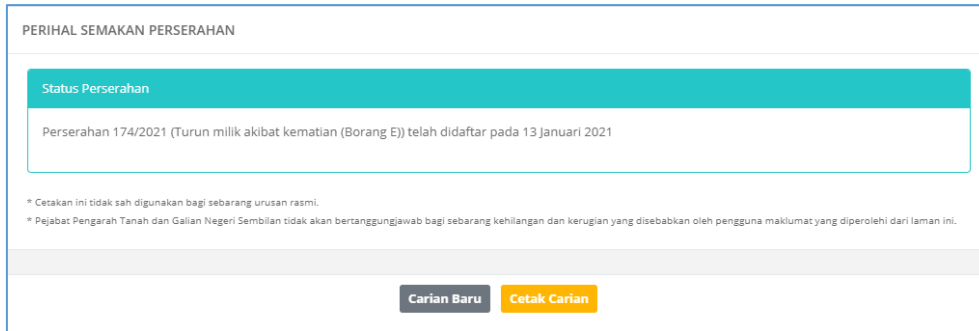 PERIHAL SEMAKAN PERSERAHAN
Status Perserahan
Perserahan 174/2021 (Turun milik akibat kematian (Borang E)) telah didaftar pada 13 Januari 2021
* Cetakan ini tidak sah digunakan bagi sebarang urusan rasmi.
* Pejabat Pengarah Tanah dan Galian Negeri Sembilan tidak akan bertanggungjawab bagi sebarang kehilangan dan kerugian yang disebabkan oleh pengguna maklumat yang diperolehi dari laman ini.
Carian Baru Cetak Carian